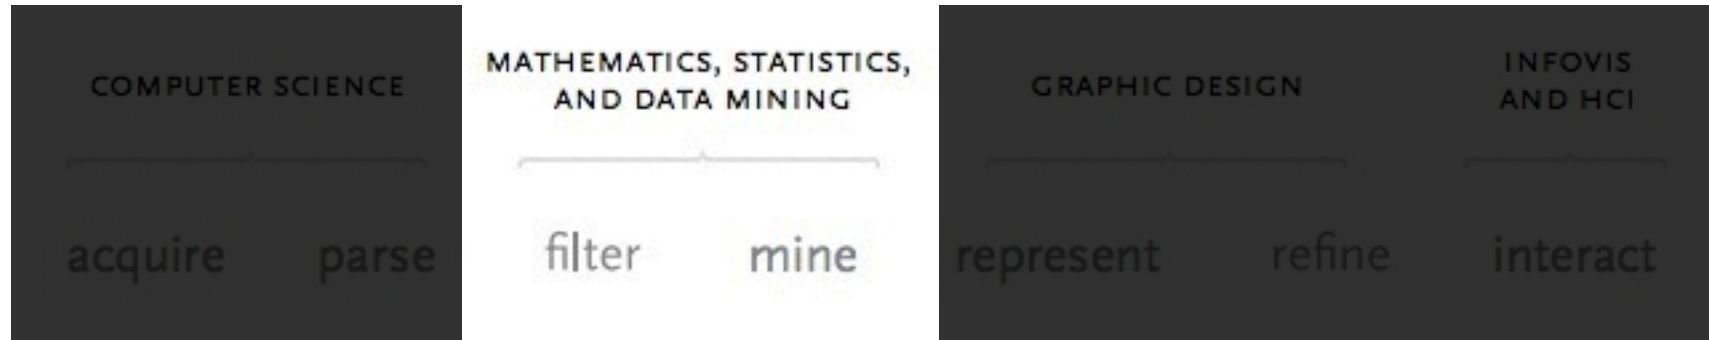 COMPUTER SCIENCE
MATHEMATICS, STATISTICS,
AND DATA MINING
GRAPHIC DESIGN
INFOVIS
AND HCI
acquire parse filter mine represent refine interact